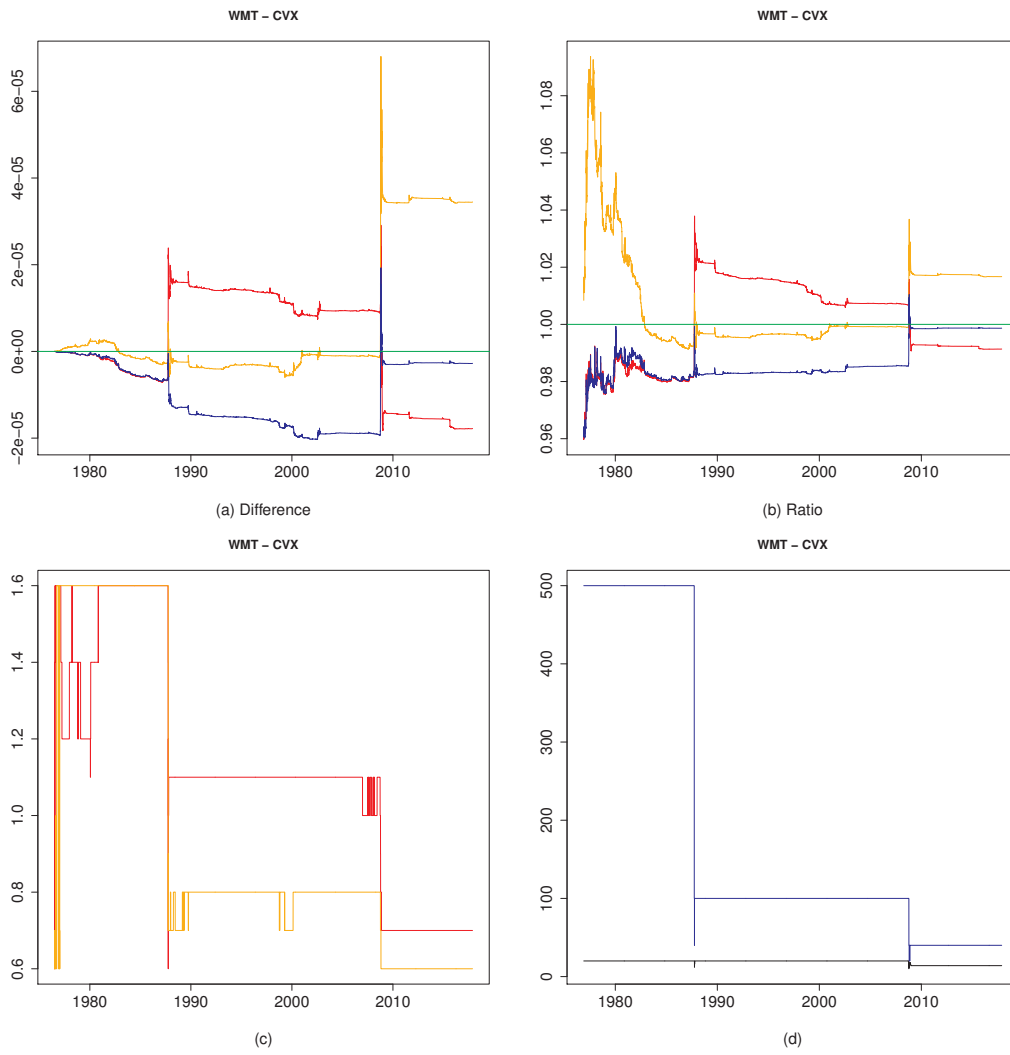 WMT – CVX
WMT – CVX
6e−05
4e−05
2e−05
0e+00
−2e−05
1980
1990
2000
2010
1.08
1.06
1.04
1.02
1.00
0.98
0.96
1980
1990
2000
2010
(a) Difference
(b) Ratio
WMT – CVX
WMT – CVX
1.6
1.4
1.2
1.0
0.8
0.6
1980
1990
2000
2010
500
400
300
200
100
0
1980
1990
2000
2010
(c)
(d)